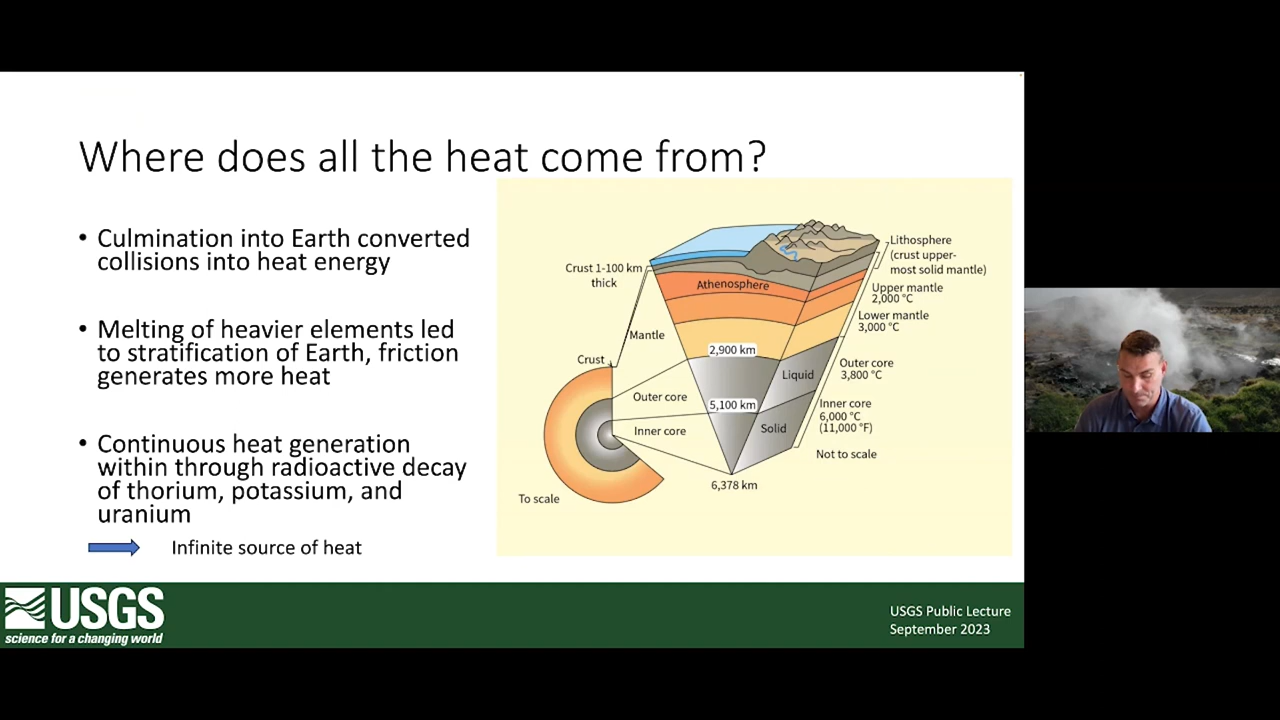 Where does all the heat come from?
• Culmination into Earth converted
collisions into heat energy
• Melting of heavier elements led
to stratification of Earth, friction
generates more heat
• Continuous heat generation
within through radioactive decay
of thorium, potassium, and
uranium
Infinite source of heat
Crust 1-100 km
thick
Athenosphere
Lithosphere
(crust upper-
most solid mantle)
Upper mantle
2,000 °C
Lower mantle
3,000 °C
Mantle
2,900 km
Crust
Liquid
Outer core
3,800 °C
Outer core
5,100 km
Inner core
6,000 °C
(11,000 °F)
Inner core
Solid
Not to scale
6,378 km
To scale
USGS
science for a changing world
USGS Public Lecture
September 2023